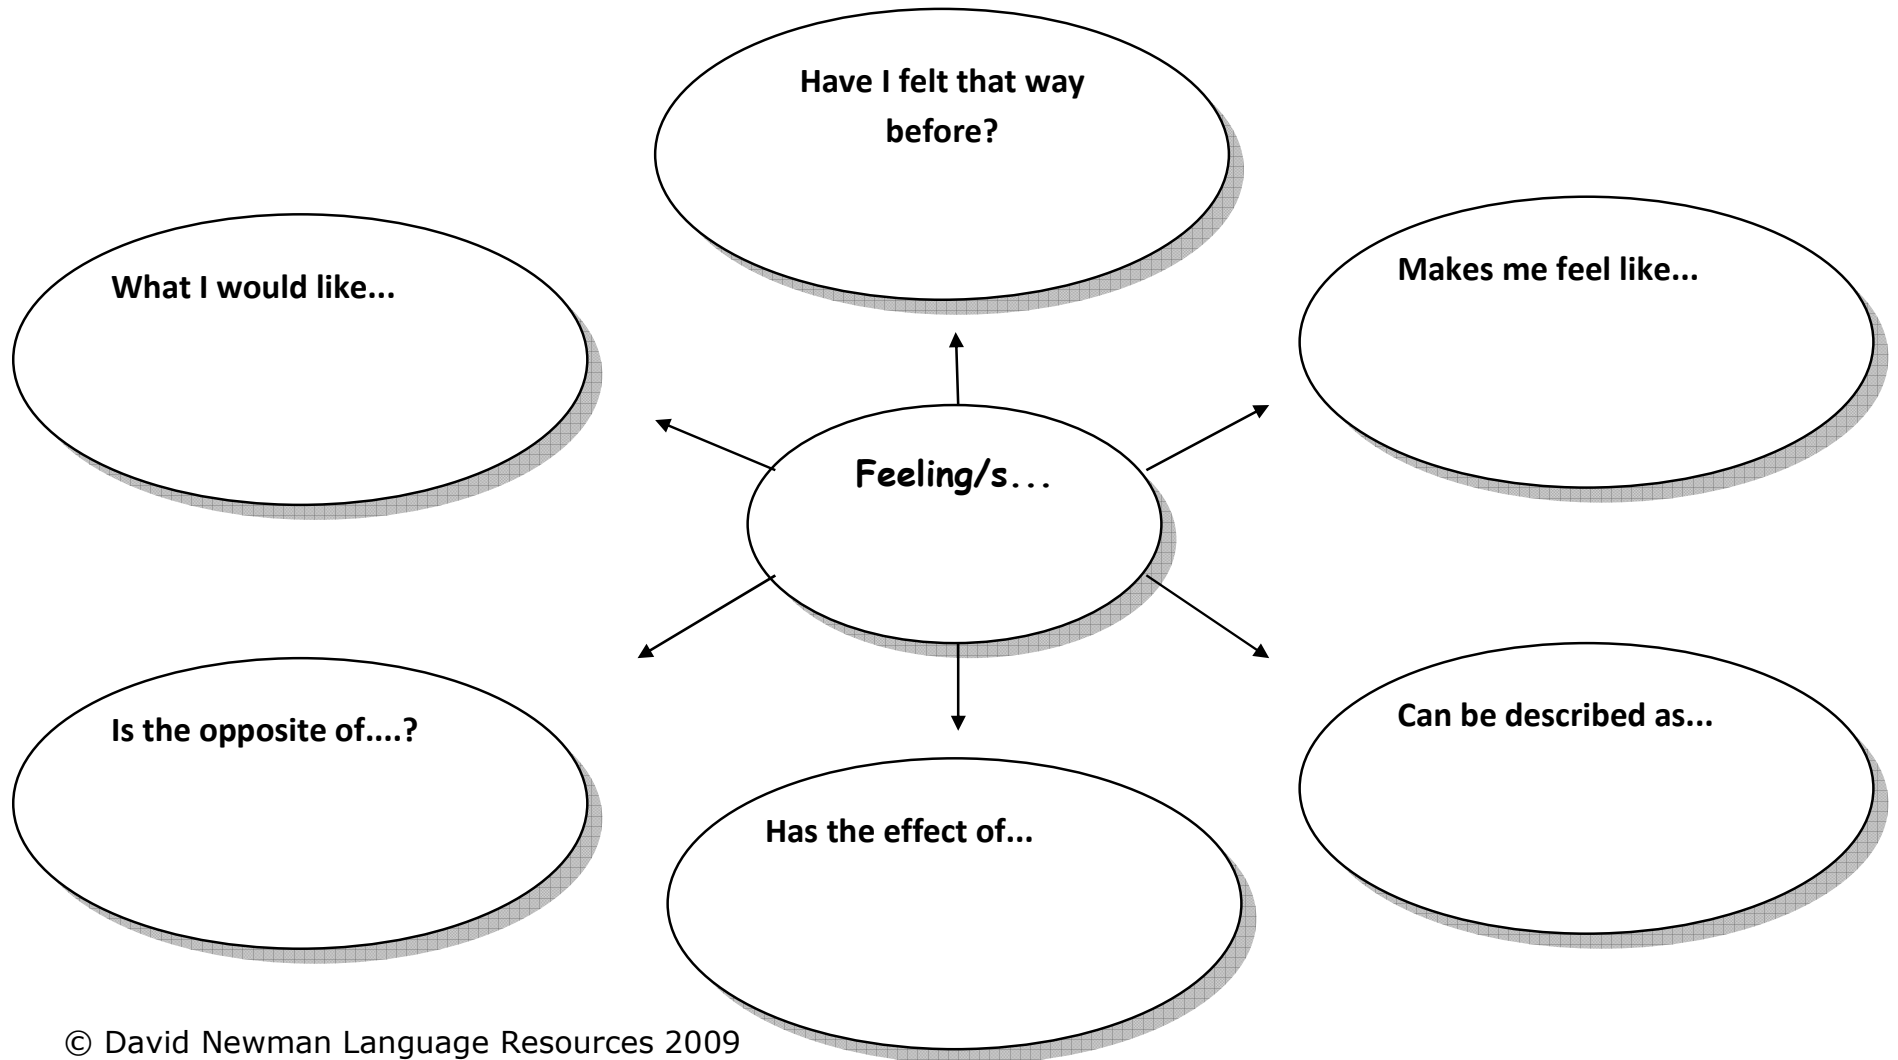 Have I felt that way
before?
What I would like...
Makes me feel like...
Feeling/s...
Is the opposite of....?
Can be described as...
Has the effect of...
© David Newman Language Resources 2009